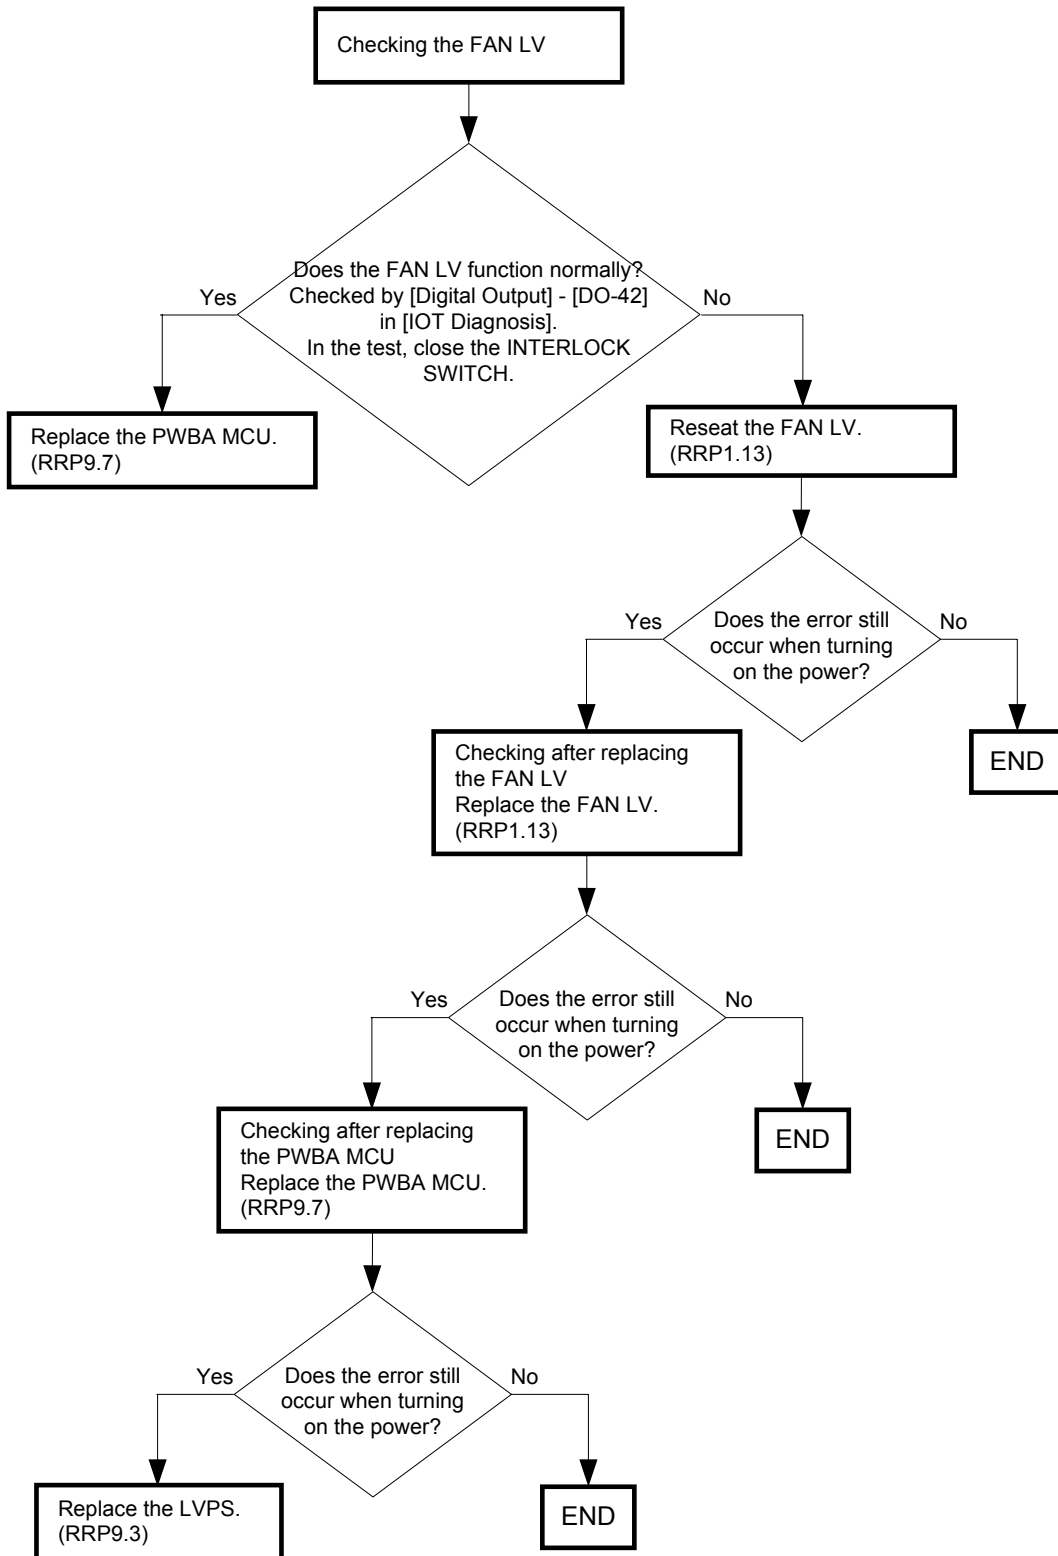 Checking the FAN LV
Does the FAN LV function normally?
Checked by [Digital Output] - [DO-42]
in [IOT Diagnosis].
In the test, close the INTERLOCK
SWITCH.
Yes
No
Replace the PWBA MCU.
(RRP9.7)
Reseat the FAN LV.
(RRP1.13)
Does the error still
occur when turning
on the power?
Yes
No
Checking after replacing
the FAN LV
Replace the FAN LV.
(RRP1.13)
END
Does the error still
occur when turning
on the power?
Yes
No
Checking after replacing
the PWBA MCU
Replace the PWBA MCU.
(RRP9.7)
END
Does the error still
occur when turning
on the power?
Yes
No
Replace the LVPS.
(RRP9.3)
END